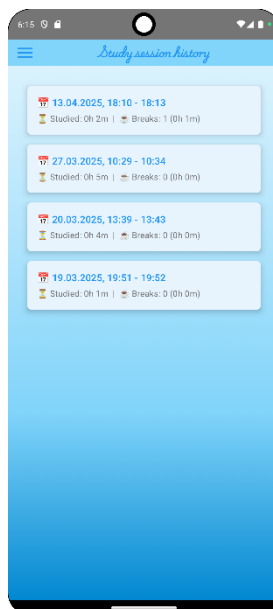 6:15
Study session history
📅 13.04.2025, 18:10 - 18:13
⏳ Studied: 0h 2m | ☕ Breaks: 1 (0h 1m)
📅 27.03.2025, 10:29 - 10:34
⏳ Studied: 0h 5m | ☕ Breaks: 0 (0h 0m)
📅 20.03.2025, 13:39 - 13:43
⏳ Studied: 0h 4m | ☕ Breaks: 0 (0h 0m)
📅 19.03.2025, 19:51 - 19:52
⏳ Studied: 0h 1m | ☕ Breaks: 0 (0h 0m)